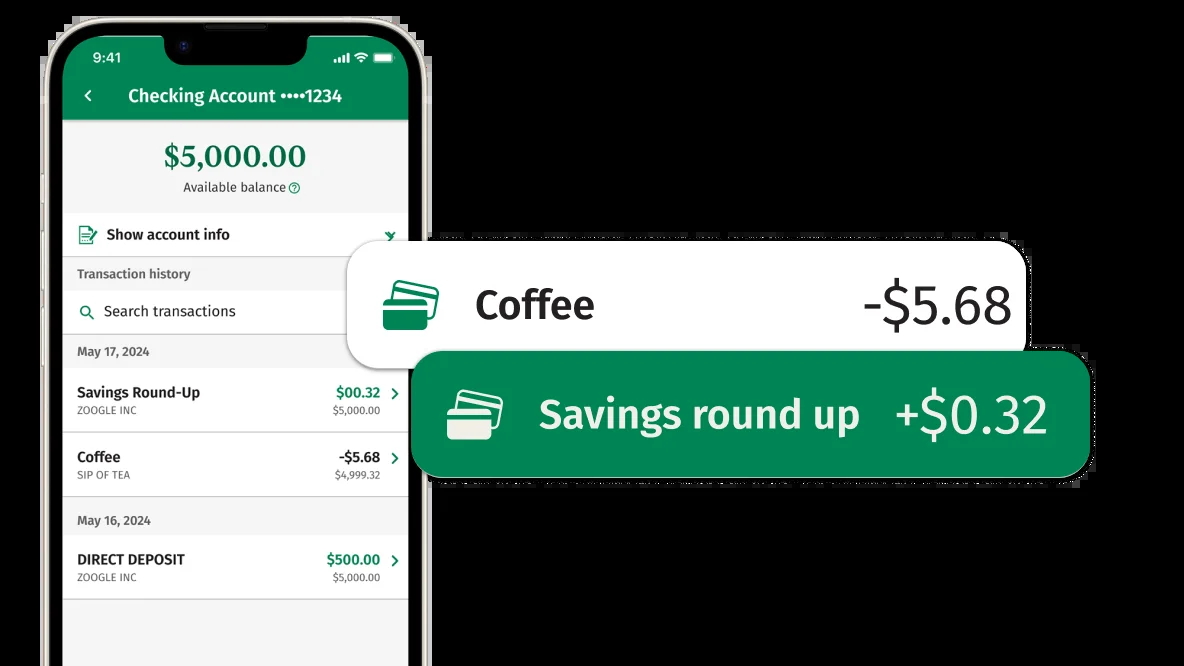 9:41
Checking Account ••••1234
$5,000.00
Available balance ?
Show account info
Transaction history
Search transactions
May 17, 2024
Savings Round-Up $00.32
ZOOGLE INC $5,000.00
Coffee -$5.68
SIP OF TEA $4,999.32
May 16, 2024
DIRECT DEPOSIT $500.00
ZOOGLE INC $5,000.00
Coffee -$5.68
Savings round up +$0.32